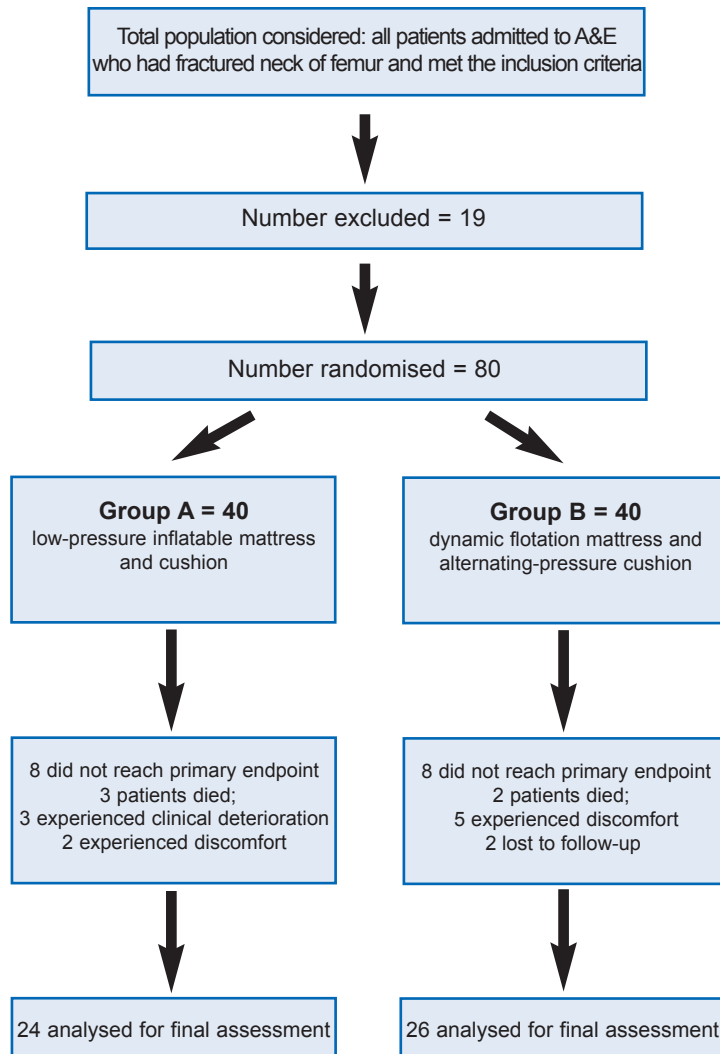 Total population considered: all patients admitted to A&E
who had fractured neck of femur and met the inclusion criteria
Number excluded = 19
Number randomised = 80
Group A = 40
low-pressure inflatable mattress
and cushion
Group B = 40
dynamic flotation mattress and
alternating-pressure cushion
8 did not reach primary endpoint
3 patients died;
3 experienced clinical deterioration
2 experienced discomfort
8 did not reach primary endpoint
2 patients died;
5 experienced discomfort
2 lost to follow-up
24 analysed for final assessment
26 analysed for final assessment